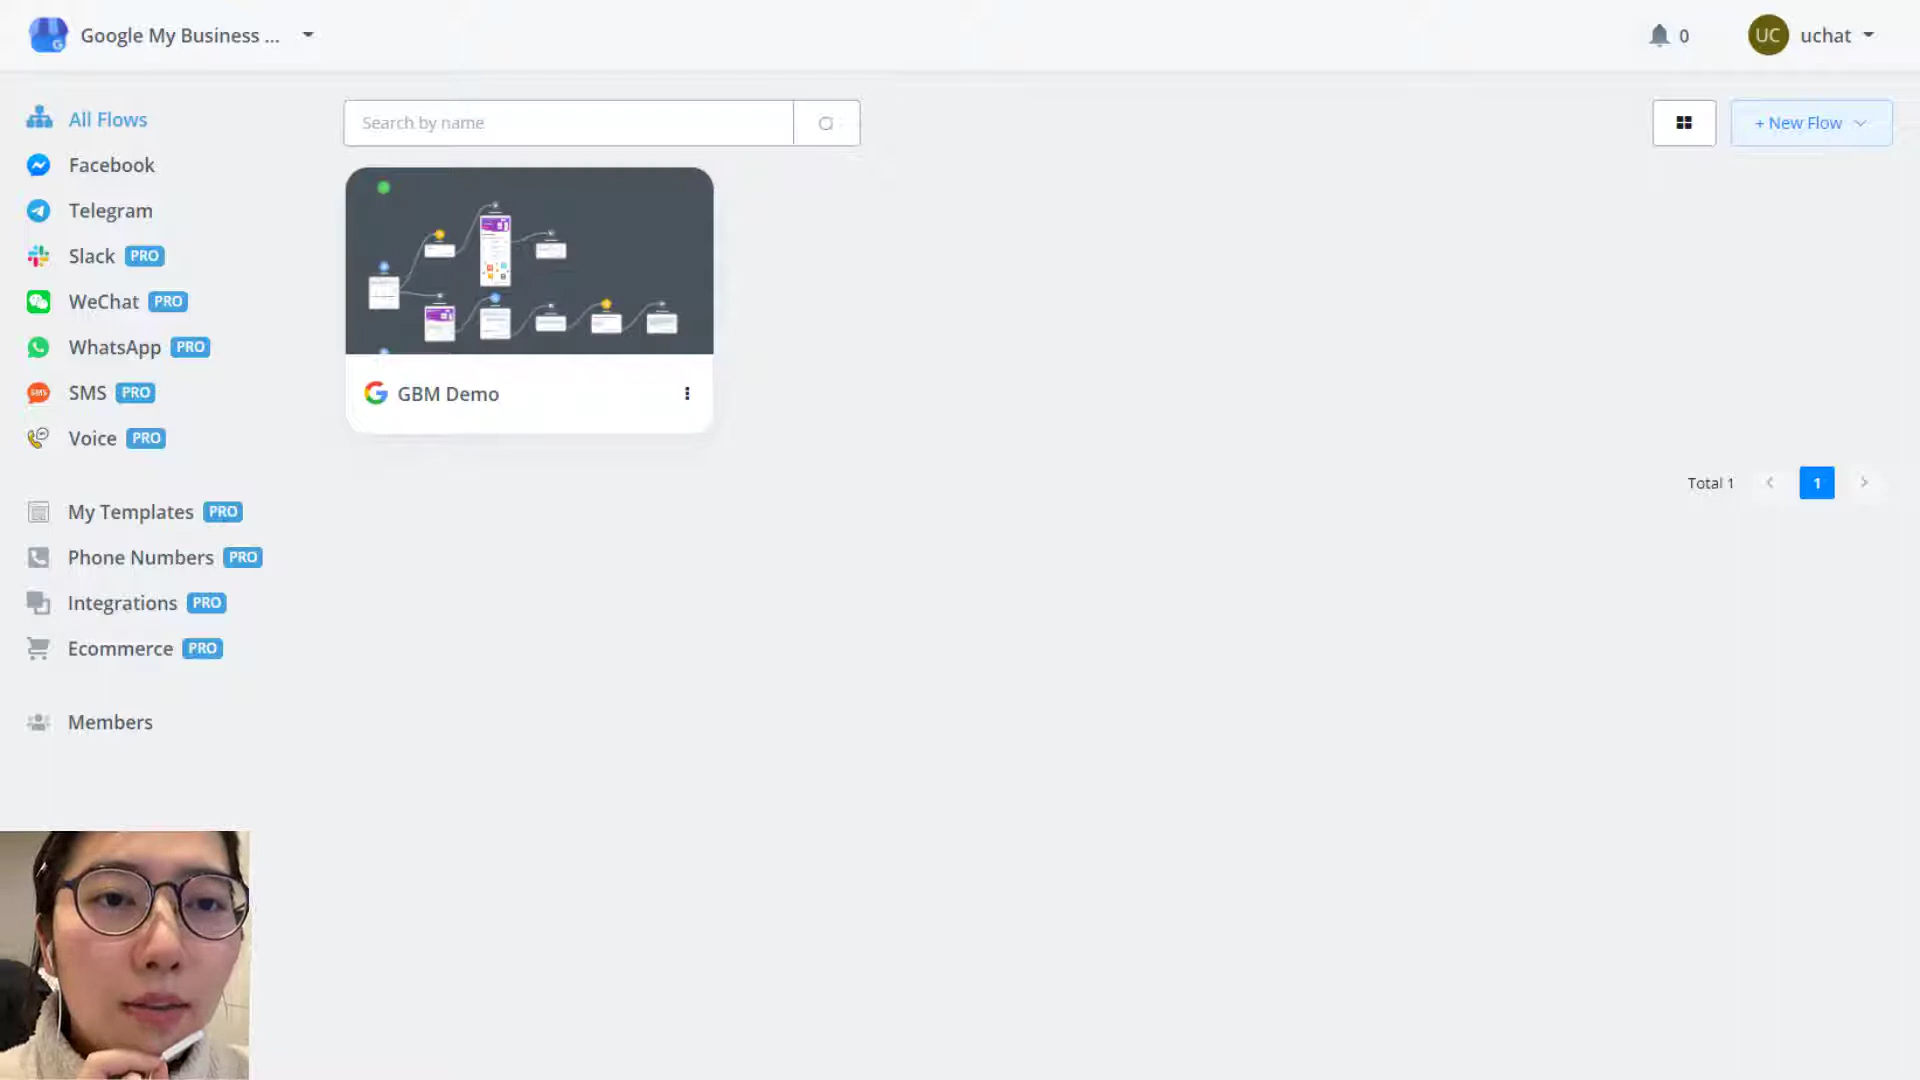 Google My Business ...
0
UC
uchat
All Flows
Facebook
Telegram
Slack PRO
WeChat PRO
WhatsApp PRO
SMS SMS PRO
Voice PRO
My Templates PRO
Phone Numbers PRO
Integrations PRO
Ecommerce PRO
Members
Search by name
+ New Flow
GBM Demo
Total 1
1